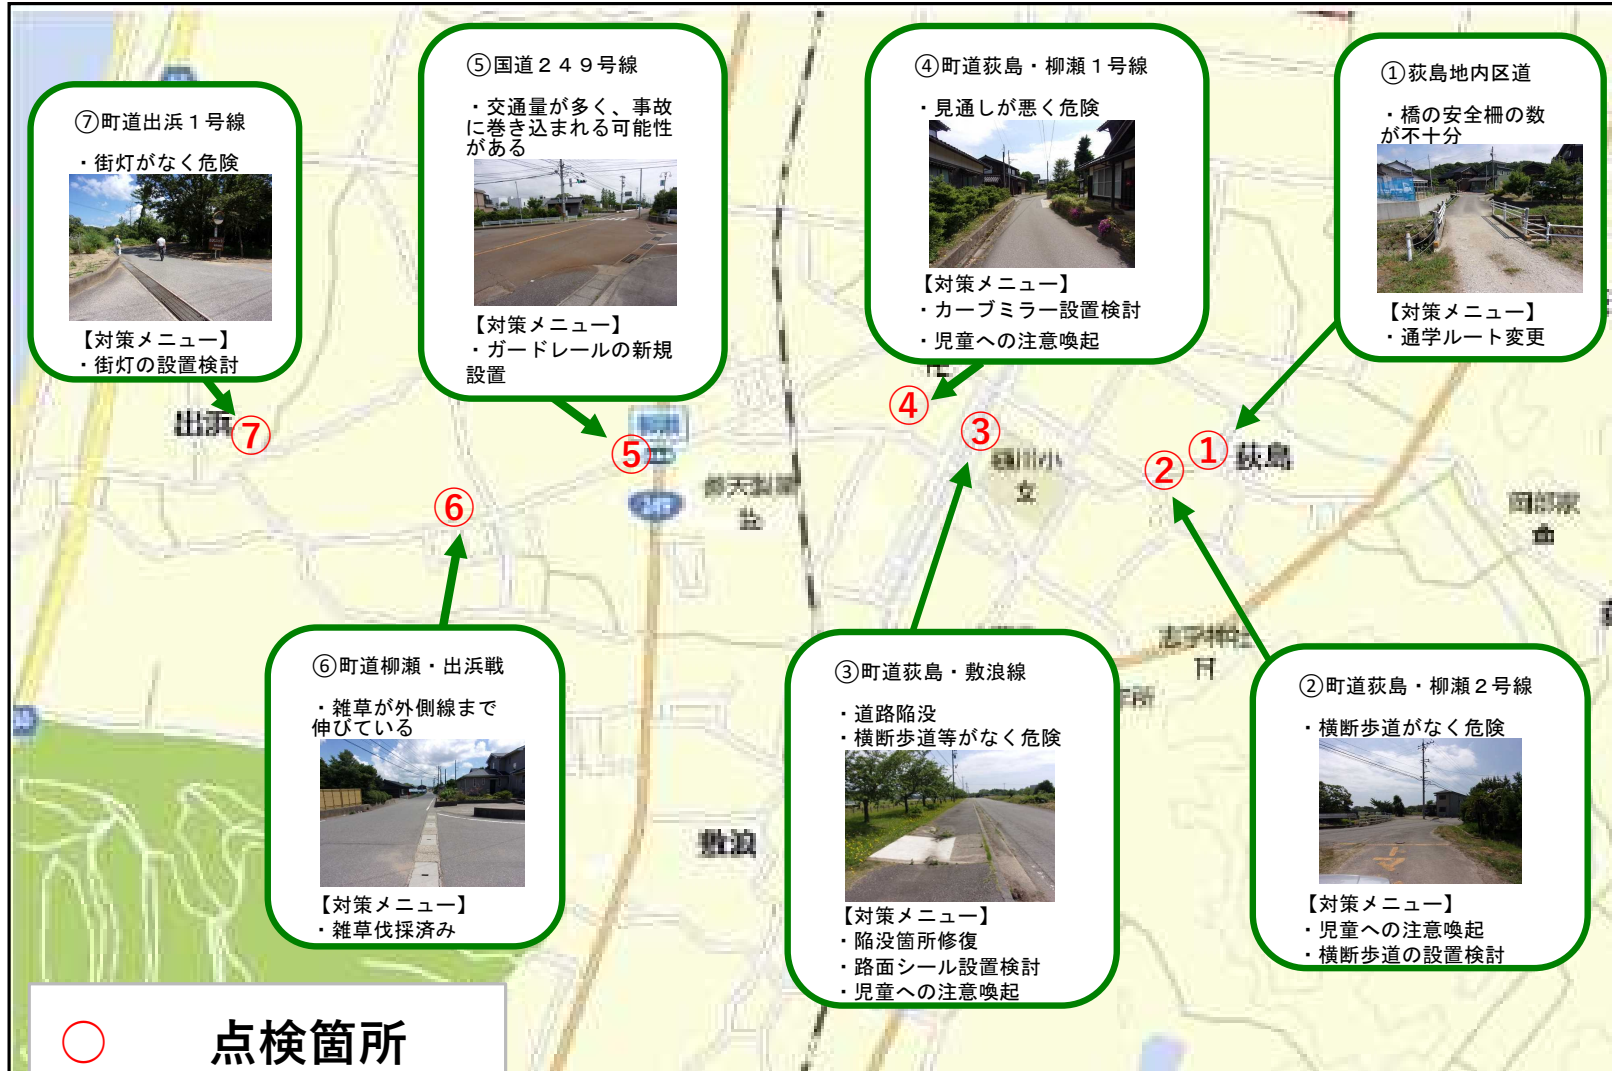 ⑦町道出浜１号線
・街灯がなく危険
【対策メニュー】
・街灯の設置検討
⑤国道２４９号線
・交通量が多く、事故
に巻き込まれる可能性
がある
【対策メニュー】
・ガードレールの新規
設置
④町道荻島・柳瀬１号線
・見通しが悪く危険
【対策メニュー】
・カーブミラー設置検討
・児童への注意喚起
①荻島地内区道
・橋の安全柵の数
が不十分
【対策メニュー】
・通学ルート変更
出浜
⑦
⑥
⑤
④
③
②
①
荻島
敷浪
⑥町道柳瀬・出浜戦
・雑草が外側線まで
伸びている
【対策メニュー】
・雑草伐採済み
③町道荻島・敷浪線
・道路陥没
・横断歩道等がなく危険
【対策メニュー】
・陥没箇所修復
・路面シール設置検討
・児童への注意喚起
②町道荻島・柳瀬２号線
・横断歩道がなく危険
【対策メニュー】
・児童への注意喚起
・横断歩道の設置検討
点検箇所